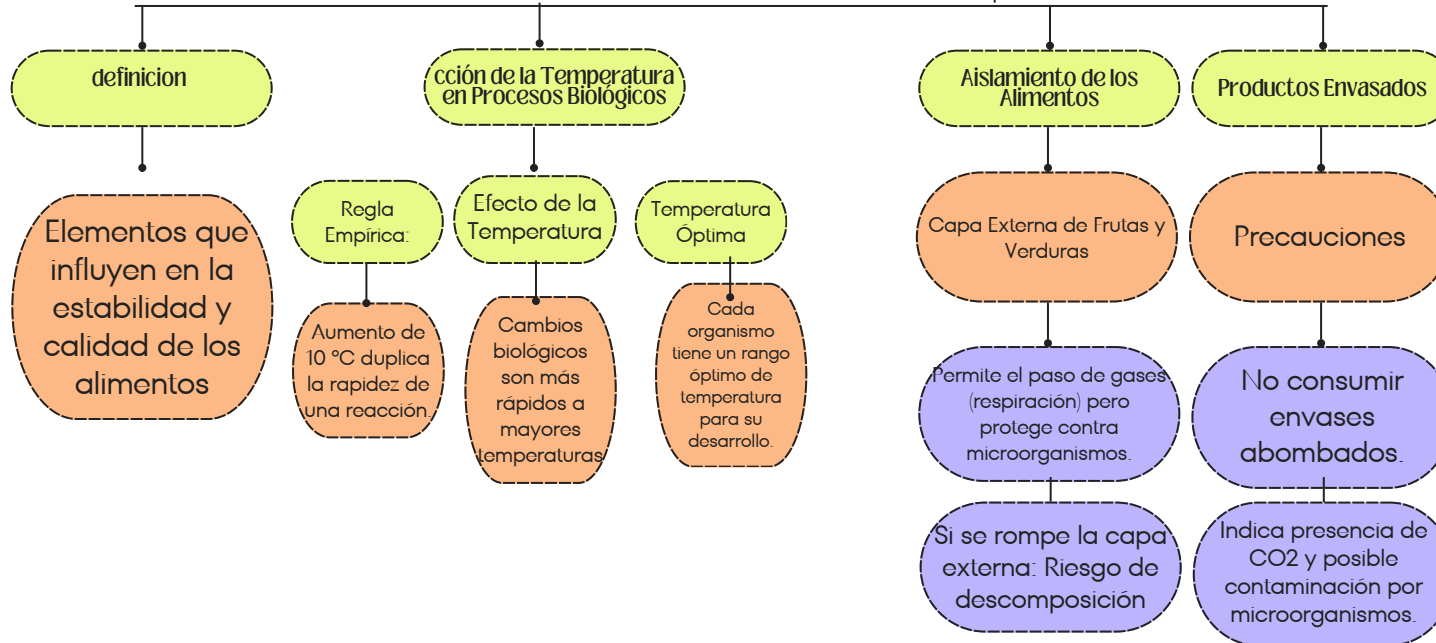 definicion
cción de la Temperatura
en Procesos Biológicos
Aislamiento de los
Alimentos
Productos Envasados
Elementos que
influyen en la
estabilidad y
calidad de los
alimentos
Regla
Empírica:
Efecto de la
Temperatura
Temperatura
Óptima
Aumento de
10 °C duplica
la rapidez de
una reacción.
Cambios
biológicos
son más
rápidos a
mayores
temperaturas
Cada
organismo
tiene un rango
óptimo de
temperatura
para su
desarrollo.
Capa Externa de Frutas y
Verduras
Precauciones
Permite el paso de gases
(respiración) pero
protege contra
microorganismos.
No consumir
envases
abombados.
Si se rompe la capa
externa: Riesgo de
descomposición
Indica presencia de
CO2 y posible
contaminación por
microorganismos.